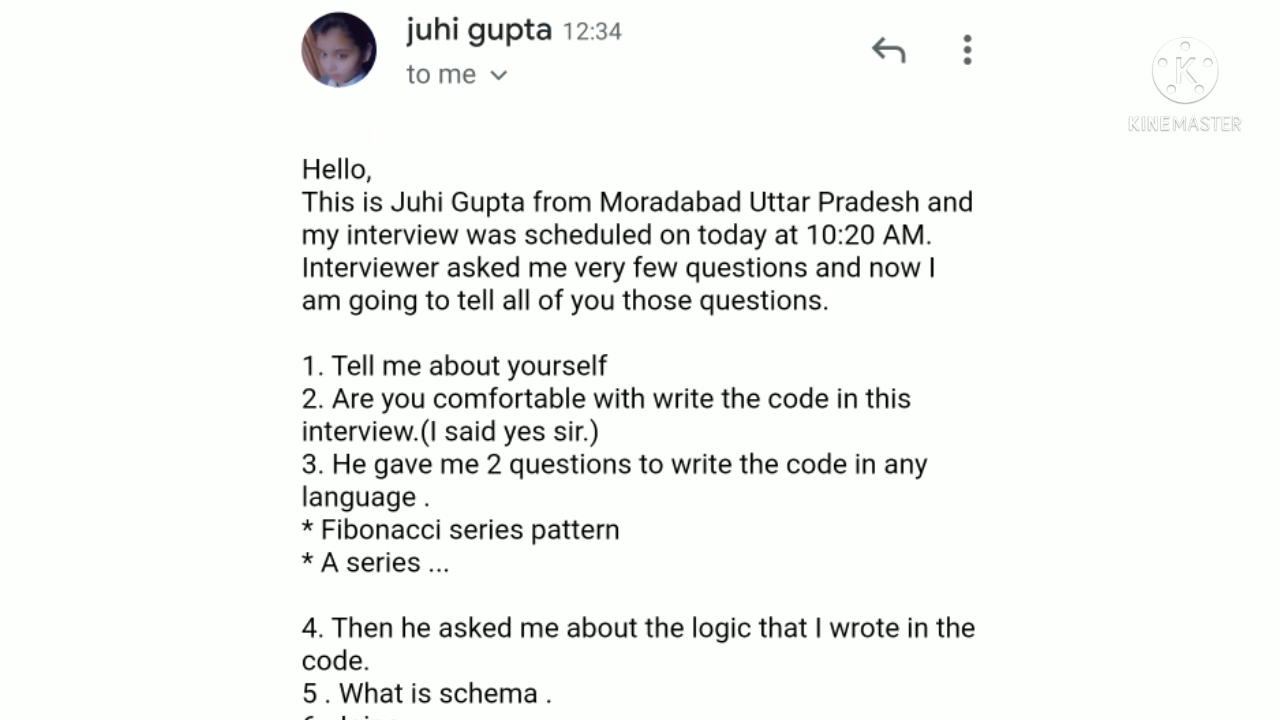 juhi gupta 12:34
to me
K
KINEMASTER
Hello,
This is Juhi Gupta from Moradabad Uttar Pradesh and
my interview was scheduled on today at 10:20 AM.
Interviewer asked me very few questions and now I
am going to tell all of you those questions.
1. Tell me about yourself
2. Are you comfortable with write the code in this
interview.(I said yes sir.)
3. He gave me 2 questions to write the code in any
language .
* Fibonacci series pattern
* A series ...
4. Then he asked me about the logic that I wrote in the
code.
5 . What is schema .